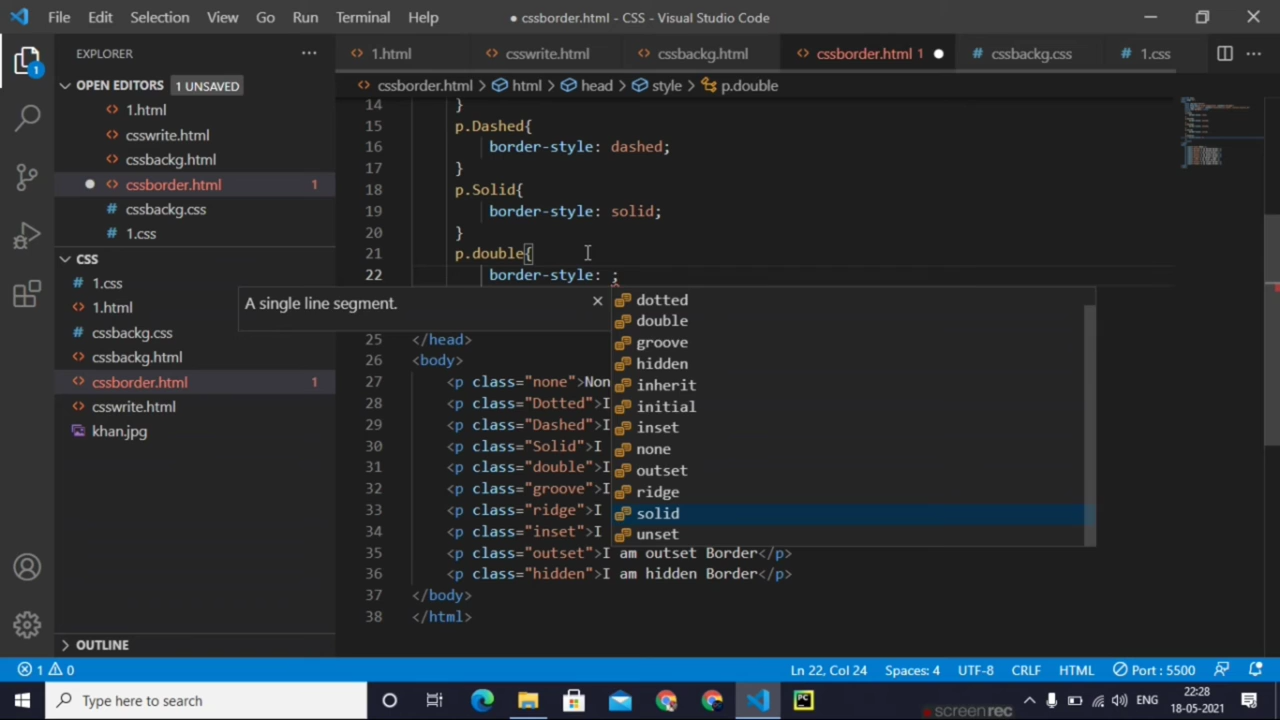 File Edit Selection View Go Run Terminal Help
● cssborder.html - CSS - Visual Studio Code
EXPLORER
1.html
csswrite.html
cssbackg.html
cssborder.html 1
cssbackg.css
1.css
1
OPEN EDITORS 1 UNSAVED
1.html
csswrite.html
cssbackg.html
cssborder.html 1
cssbackg.css
1.css
CSS
1.css
1.html
cssbackg.css
cssbackg.html
cssborder.html 1
csswrite.html
khan.jpg
OUTLINE
cssborder.html > html > head > style > p.double
14 }
15 p.Dashed{
16 border-style: dashed;
17 }
18 p.Solid{
19 border-style: solid;
20 }
21 p.double{
22 border-style: ;
A single line segment.
dotted
double
groove
hidden
inherit
initial
inset
none
outset
ridge
solid
unset
25 </head>
26 <body>
27 <p class="none">Non
28 <p class="Dotted">I
29 <p class="Dashed">I
30 <p class="Solid">I
31 <p class="double">I
32 <p class="groove">I
33 <p class="ridge">I
34 <p class="inset">I
35 <p class="outset">I am outset Border</p>
36 <p class="hidden">I am hidden Border</p>
37 </body>
38 </html>
1 0
Ln 22, Col 24 Spaces: 4 UTF-8 CRLF HTML Port : 5500
Type here to search
PC
ENG
22:28
18-05-2021
screenrec